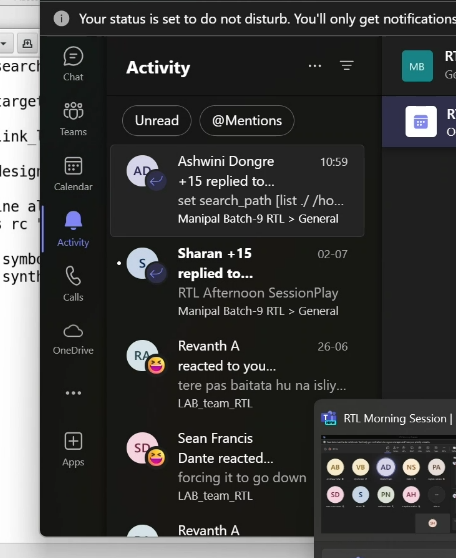 Your status is set to do not disturb. You'll only get notifications
earch
target
ink_l
design
ine al
s rc "
symbo
synth
Chat
Teams
Calendar
Activity
Calls
OneDrive
Apps
Activity
Unread
@Mentions
AD
Ashwini Dongre
10:59
+15 replied to...
set search_path [list ./ /ho...
Manipal Batch-9 RTL > General
S
Sharan +15
02-07
replied to...
RTL Afternoon SessionPlay
Manipal Batch-9 RTL > General
RA
Revanth A
26-06
reacted to you...
tere pas baitata hu na isliy...
LAB_team_RTL
SD
Sean Francis
Dante reacted...
forcing it to go down
LAB_team_RTL
Revanth A
MB
RTL Morning Session |
AB
VB
AD
NS
PA
SD
S
PN
AH